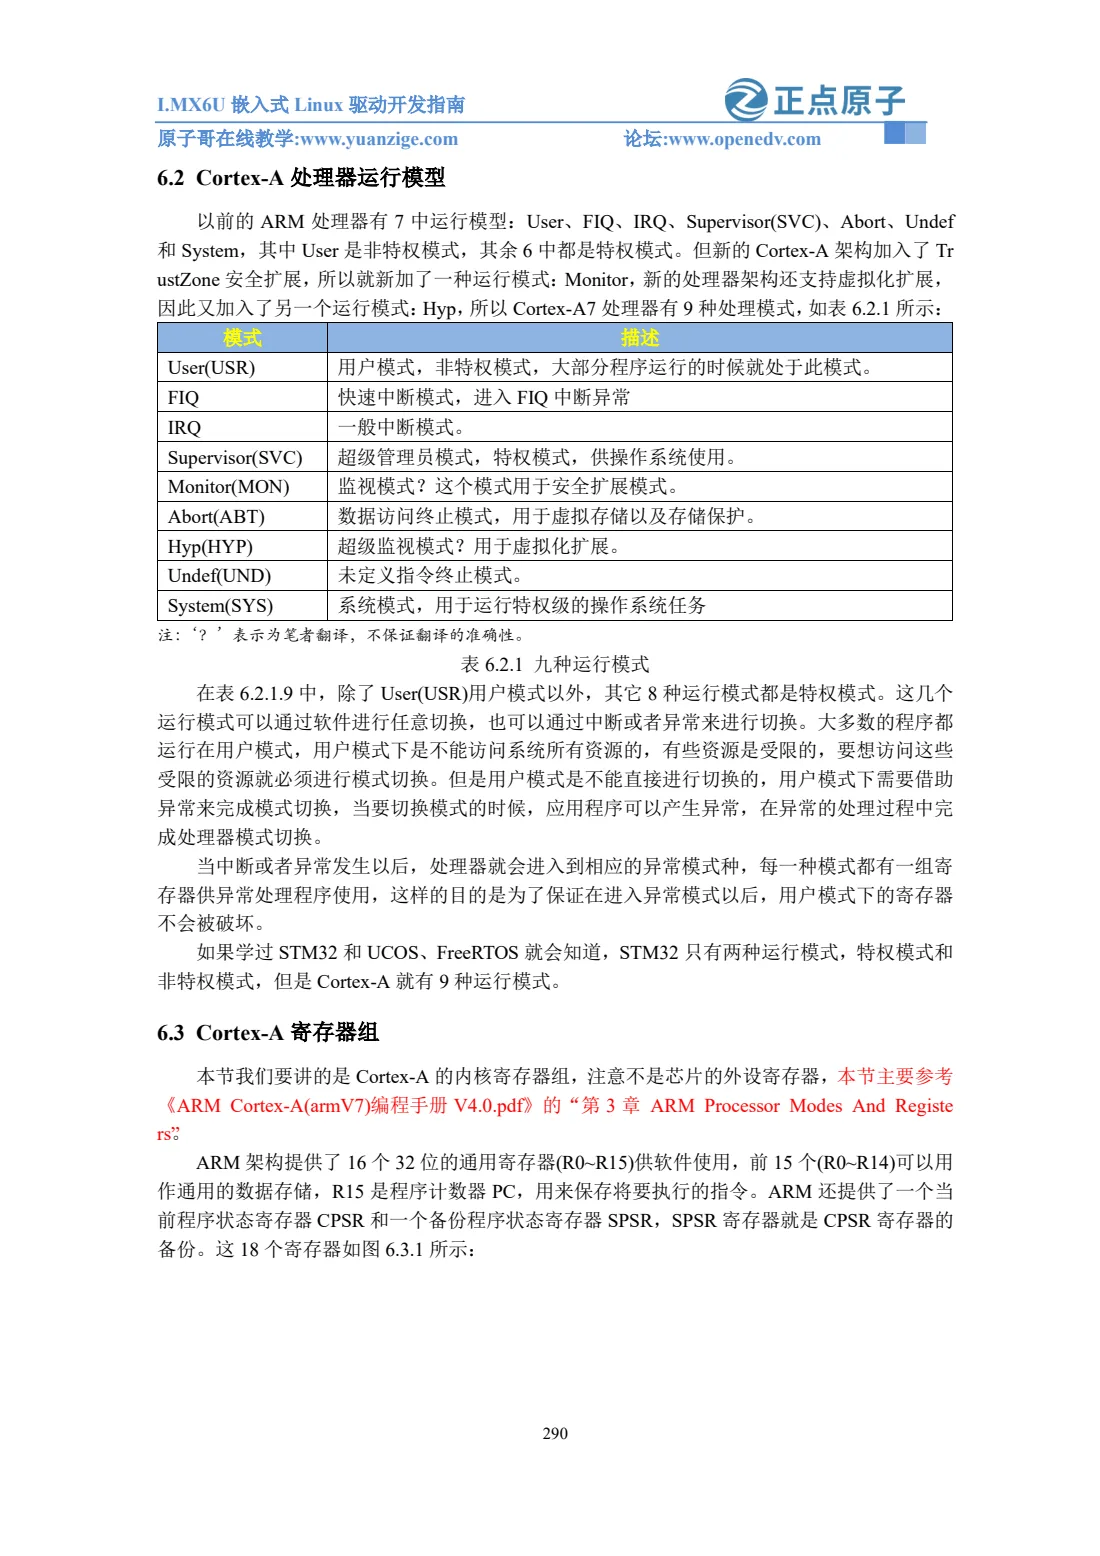 I.MX6U 嵌入式 Linux 驱动开发指南
正点原子
原子哥在线教学:www.yuanzige.com 论坛:www.openedv.com
6.2 Cortex-A 处理器运行模型
以前的 ARM 处理器有 7 中运行模型：User、FIQ、IRQ、Supervisor(SVC)、Abort、Undef
和 System，其中 User 是非特权模式，其余 6 中都是特权模式。但新的 Cortex-A 架构加入了 Tr
ustZone 安全扩展，所以就新加了一种运行模式：Monitor，新的处理器架构还支持虚拟化扩展，
因此又加入了另一个运行模式：Hyp，所以 Cortex-A7 处理器有 9 种处理模式，如表 6.2.1 所示：
模式 描述
User(USR) 用户模式，非特权模式，大部分程序运行的时候就处于此模式。
FIQ 快速中断模式，进入 FIQ 中断异常
IRQ 一般中断模式。
Supervisor(SVC) 超级管理员模式，特权模式，供操作系统使用。
Monitor(MON) 监视模式？这个模式用于安全扩展模式。
Abort(ABT) 数据访问终止模式，用于虚拟存储以及存储保护。
Hyp(HYP) 超级监视模式？用于虚拟化扩展。
Undef(UND) 未定义指令终止模式。
System(SYS) 系统模式，用于运行特权级的操作系统任务
注：‘？’表示为笔者翻译，不保证翻译的准确性。
表 6.2.1 九种运行模式
在表 6.2.1.9 中，除了 User(USR)用户模式以外，其它 8 种运行模式都是特权模式。这几个
运行模式可以通过软件进行任意切换，也可以通过中断或者异常来进行切换。大多数的程序都
运行在用户模式，用户模式下是不能访问系统所有资源的，有些资源是受限的，要想访问这些
受限的资源就必须进行模式切换。但是用户模式是不能直接进行切换的，用户模式下需要借助
异常来完成模式切换，当要切换模式的时候，应用程序可以产生异常，在异常的处理过程中完
成处理器模式切换。
当中断或者异常发生以后，处理器就会进入到相应的异常模式种，每一种模式都有一组寄
存器供异常处理程序使用，这样的目的是为了保证在进入异常模式以后，用户模式下的寄存器
不会被破坏。
如果学过 STM32 和 UCOS、FreeRTOS 就会知道，STM32 只有两种运行模式，特权模式和
非特权模式，但是 Cortex-A 就有 9 种运行模式。
6.3 Cortex-A 寄存器组
本节我们要讲的是 Cortex-A 的内核寄存器组，注意不是芯片的外设寄存器，本节主要参考
《ARM Cortex-A(armV7)编程手册 V4.0.pdf》的“第 3 章 ARM Processor Modes And Registe
rs”。
ARM 架构提供了 16 个 32 位的通用寄存器(R0~R15)供软件使用，前 15 个(R0~R14)可以用
作通用的数据存储，R15 是程序计数器 PC，用来保存将要执行的指令。ARM 还提供了一个当
前程序状态寄存器 CPSR 和一个备份程序状态寄存器 SPSR，SPSR 寄存器就是 CPSR 寄存器的
备份。这 18 个寄存器如图 6.3.1 所示：
290